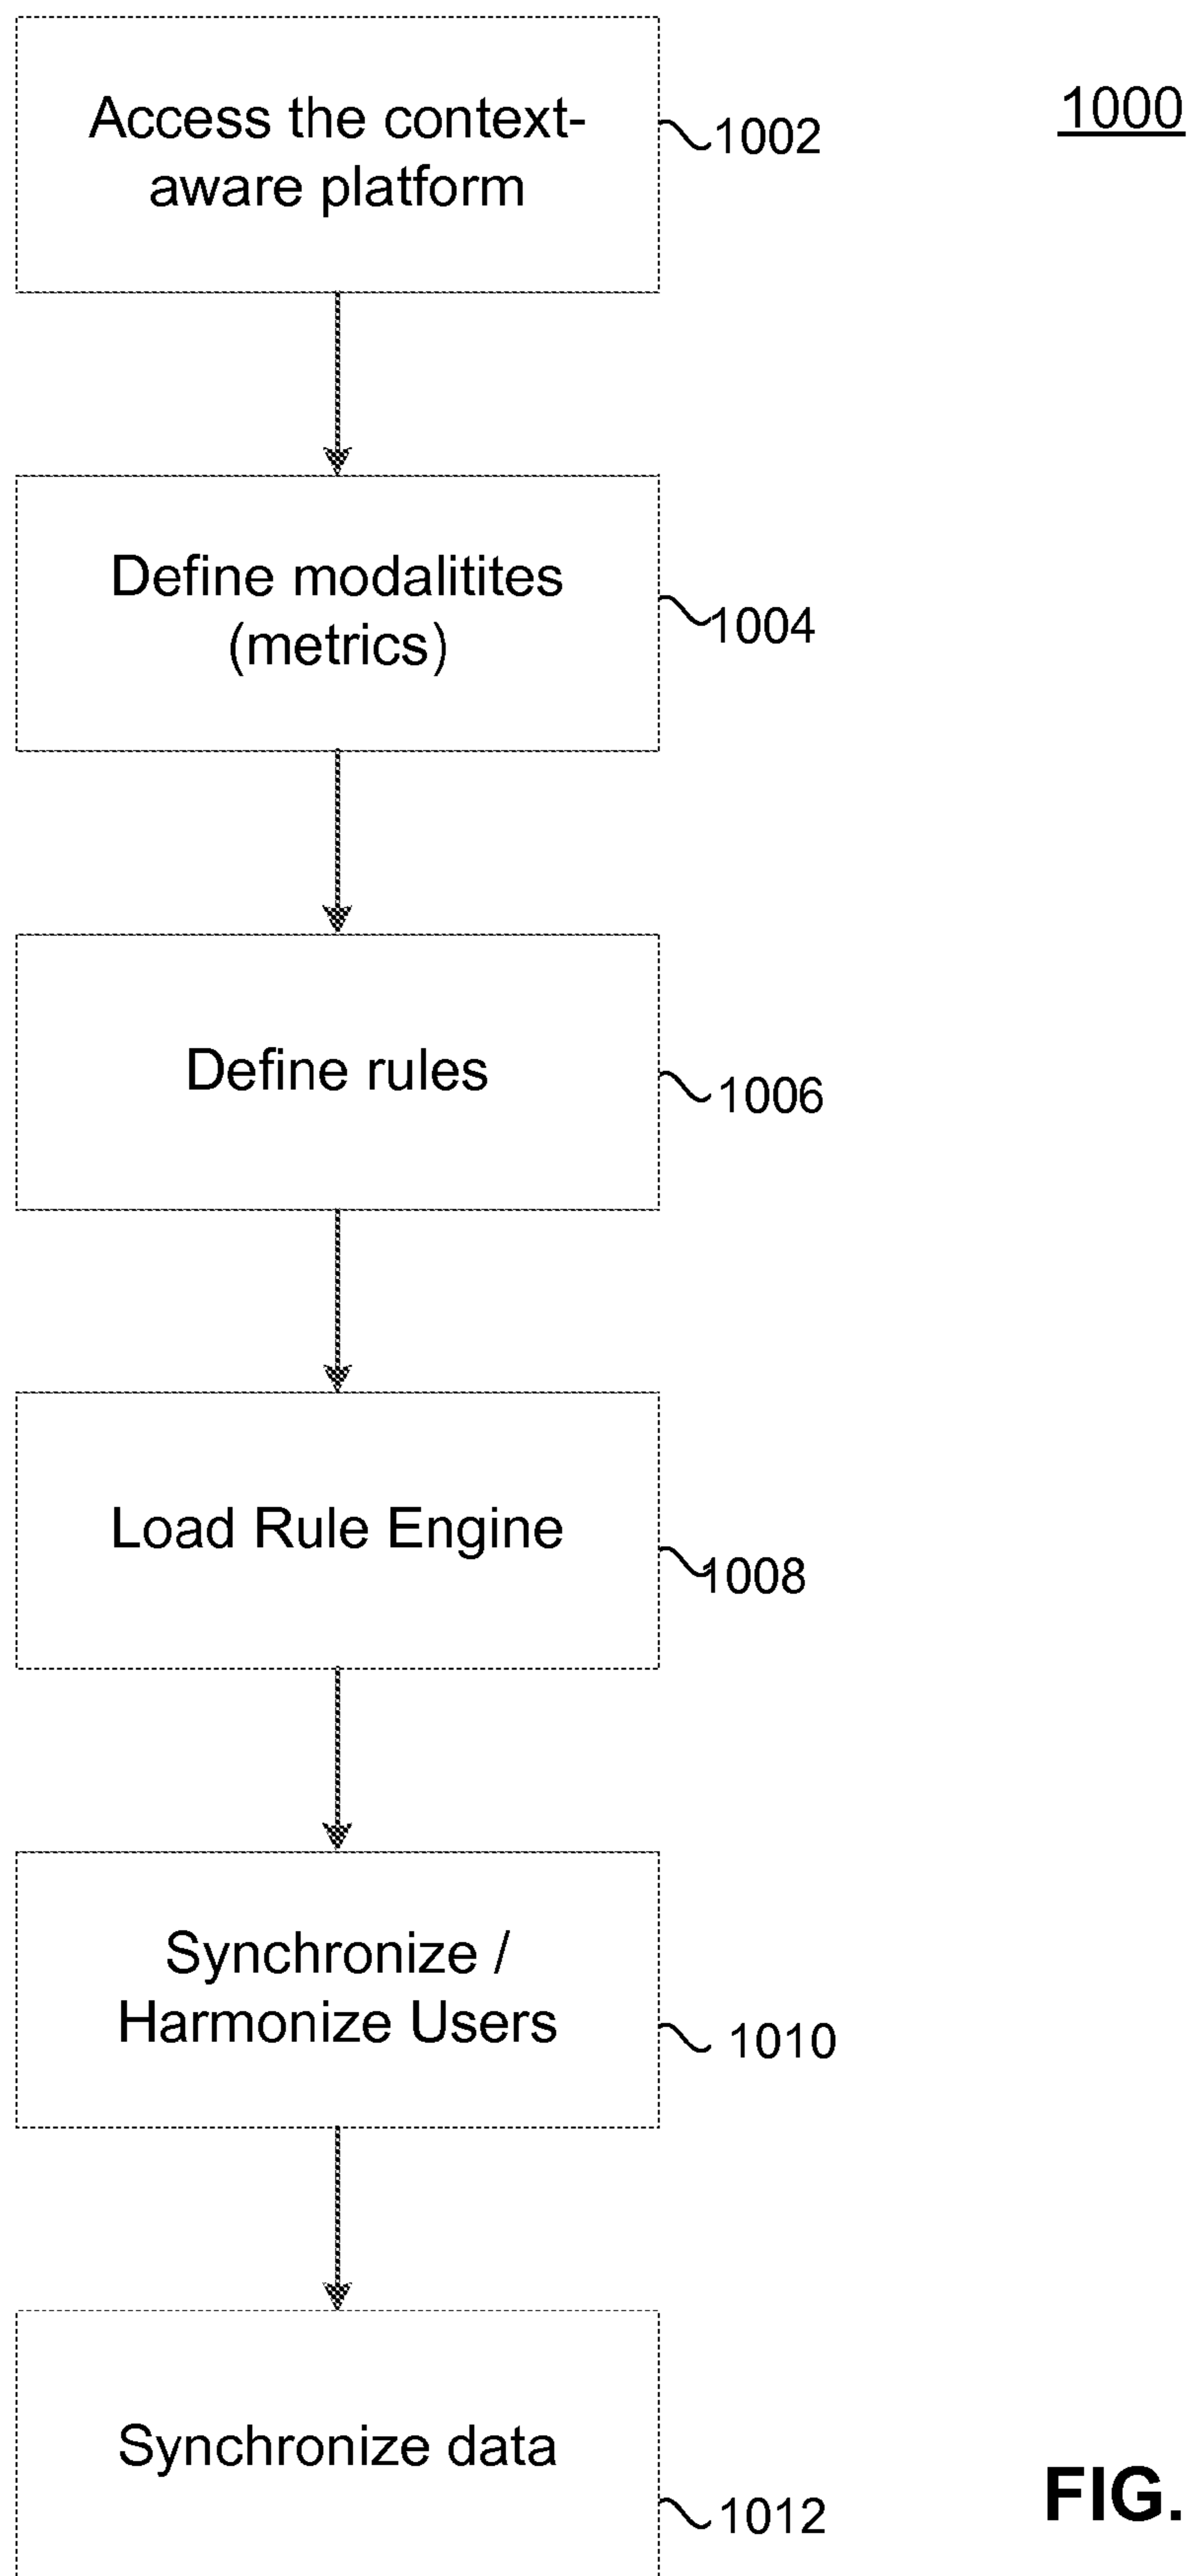 Access the context-
aware platform
1002
1000
Define modalitites
(metrics)
1004
Define rules
1006
Load Rule Engine
1008
Synchronize /
Harmonize Users
1010
Synchronize data
1012
FIG.